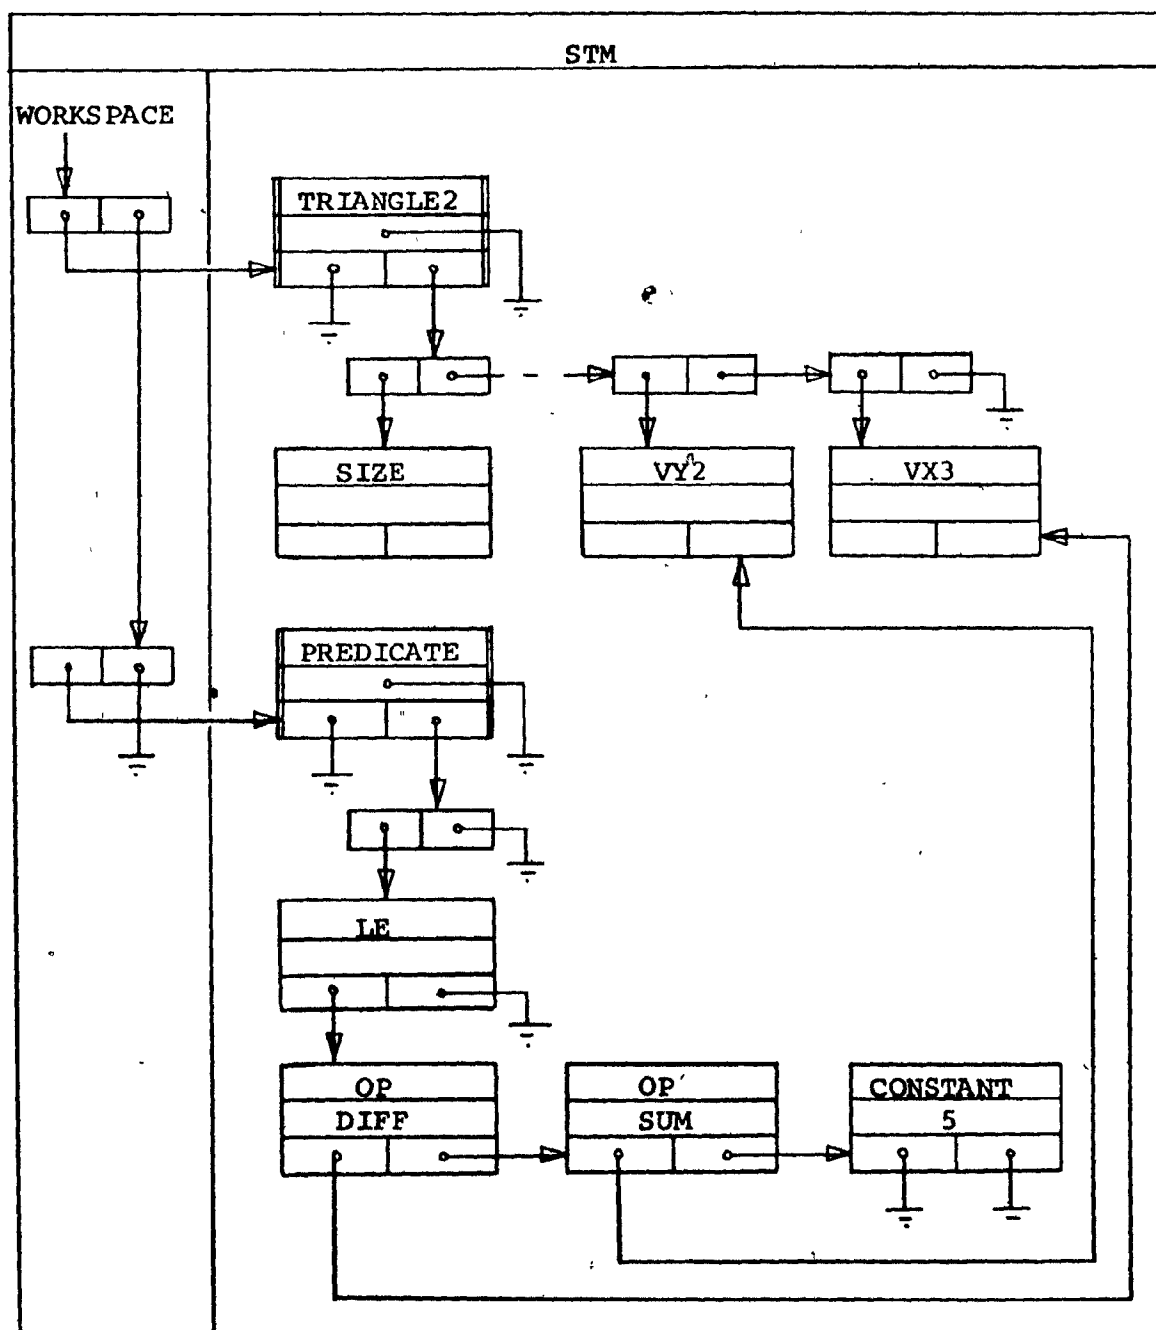 STM
WORKSPACE
TRIANGLE2
SIZE
VY2
VX3
PREDICATE
LE
OP
DIFF
OP
SUM
CONSTANT
5